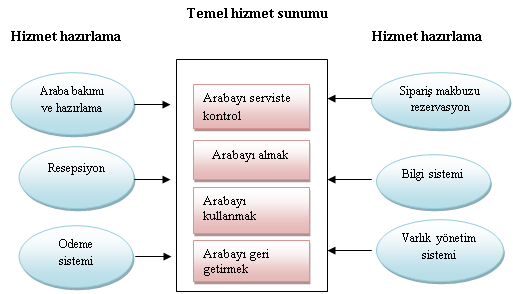 Temel hizmet sunumu
Hizmet hazırlama
Hizmet hazırlama
Araba bakımı
ve hazırlama
Resepsiyon
Odeme
sistemi
Arabayı serviste
kontrol
Arabayı almak
Arabayı
kullanmak
Arabayı geri
getirmek
Sipariş makbuzu
rezervasyon
Bilgi sistemi
Varlık yönetim
sistemi